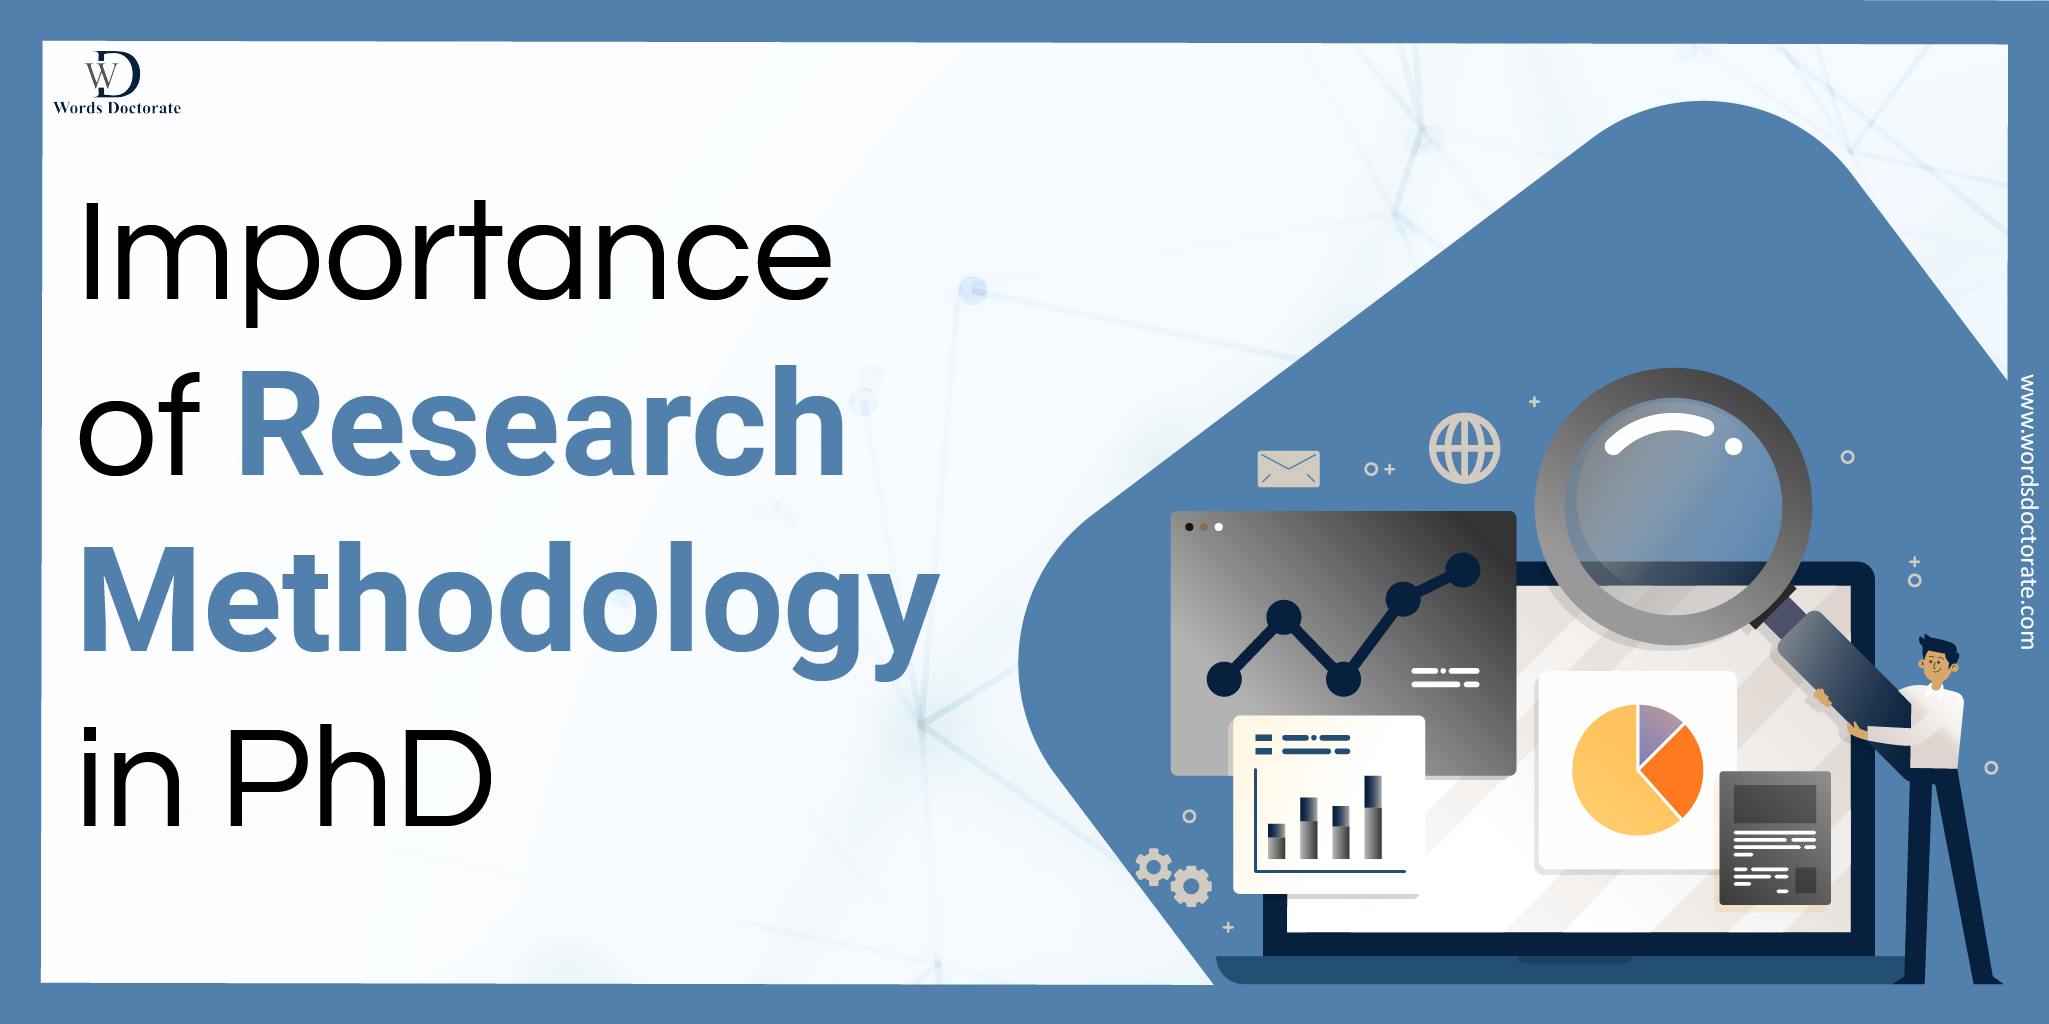 WD
Words Doctorate
Importance
of Research
Methodology
in PhD
www.wordsdoctorate.com